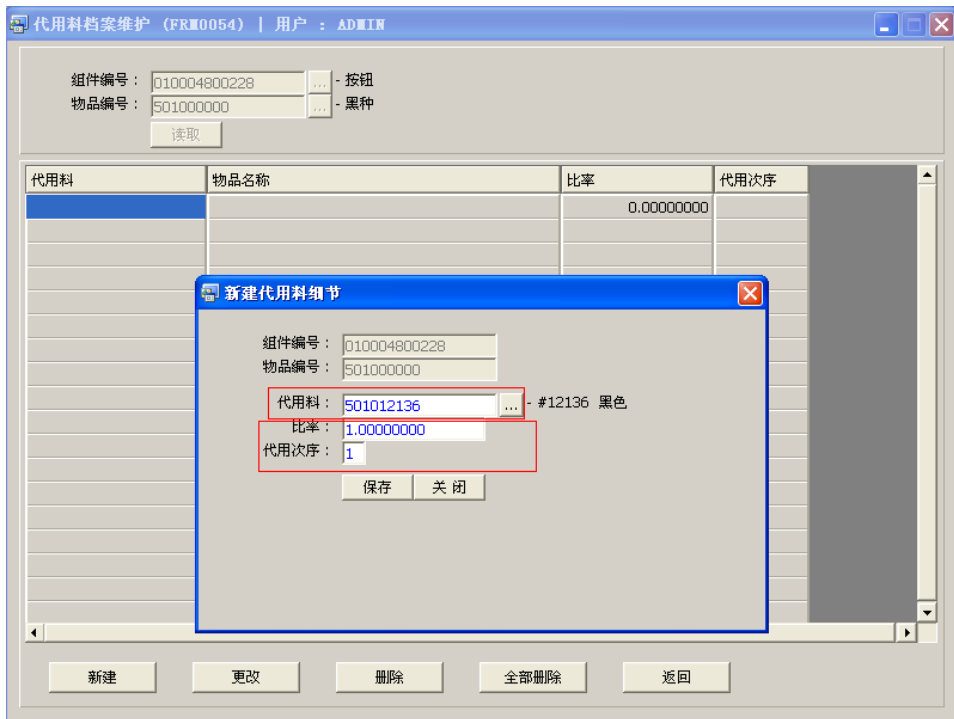 代用料档案维护 (FRM0054) | 用户 : ADMIN
组件编号： 010004800228 ... - 按钮
物品编号： 501000000 ... - 黑种
读取
代用料 物品名称 比率 代用次序
0.00000000
新建代用料细节
组件编号： 010004800228
物品编号： 501000000
代用料： 501012136 ... - #12136 黑色
比率： 1.00000000
代用次序： 1
保存 关闭
新建 更改 删除 全部删除 返回